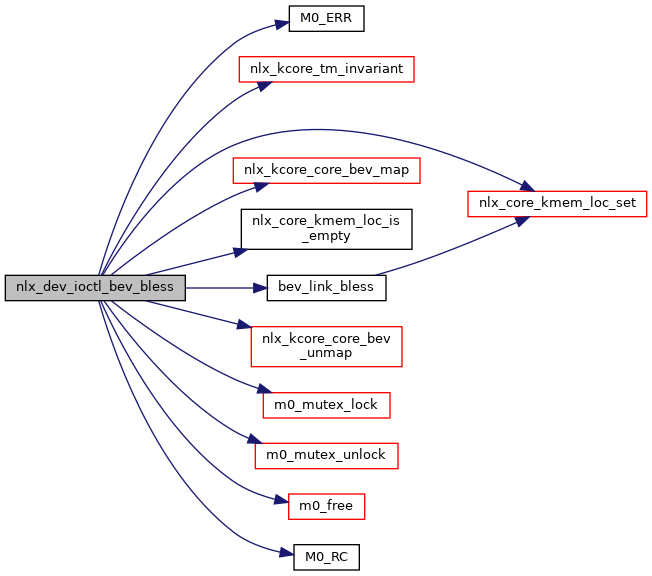 M0_ERR
nlx_kcore_tm_invariant
nlx_kcore_core_bev_map
nlx_core_kmem_loc_set
nlx_core_kmem_loc_is
_empty
nlx_dev_ioctl_bev_bless
bev_link_bless
nlx_kcore_core_bev
_unmap
m0_mutex_lock
m0_mutex_unlock
m0_free
M0_RC